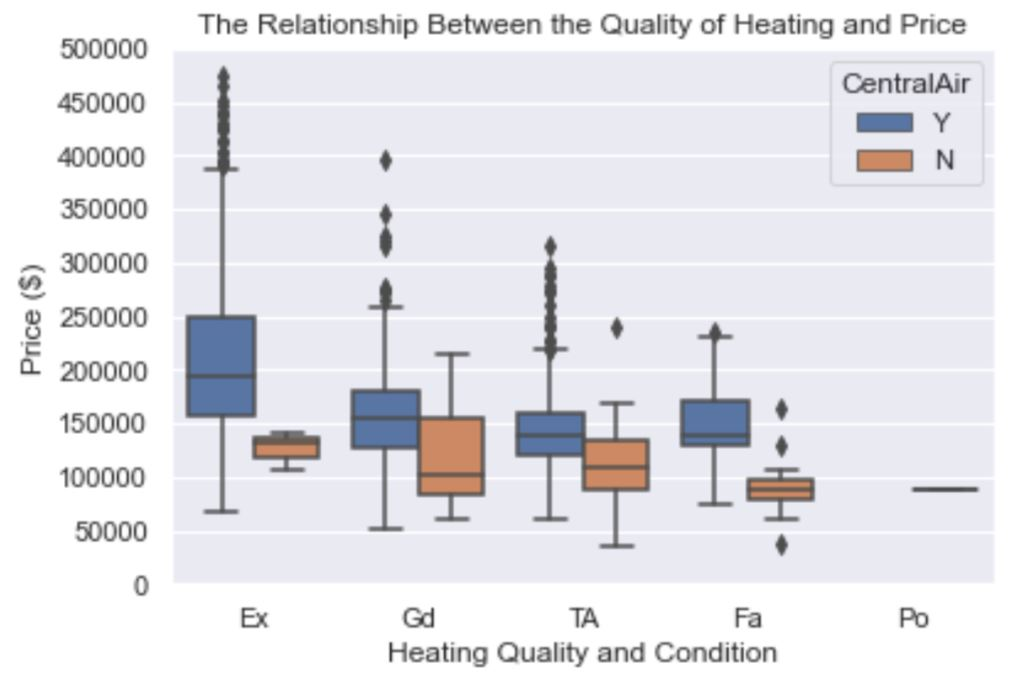 The Relationship Between the Quality of Heating and Price
500000
450000
400000
350000
300000
250000
200000
150000
100000
50000
0
Price ($)
CentralAir
Y
N
Ex Gd TA Fa Po
Heating Quality and Condition